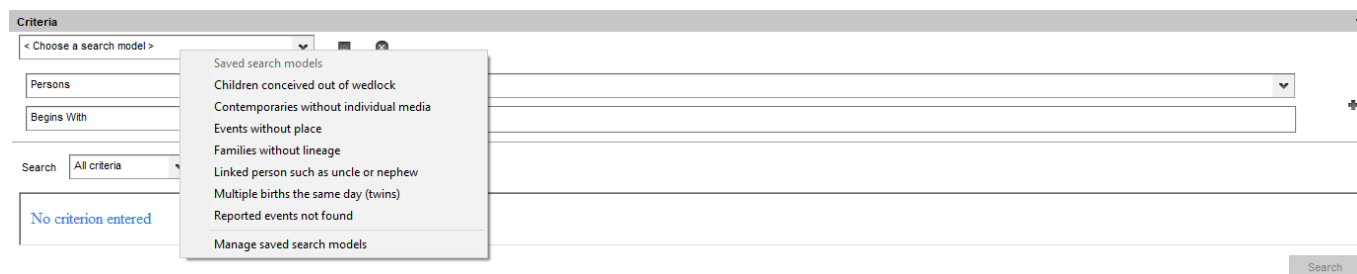 Criteria
< Choose a search model >
Saved search models
Children conceived out of wedlock
Contemporaries without individual media
Events without place
Families without lineage
Linked person such as uncle or nephew
Multiple births the same day (twins)
Reported events not found
Manage saved search models
Persons
Begins With
Search All criteria
No criterion entered
Search